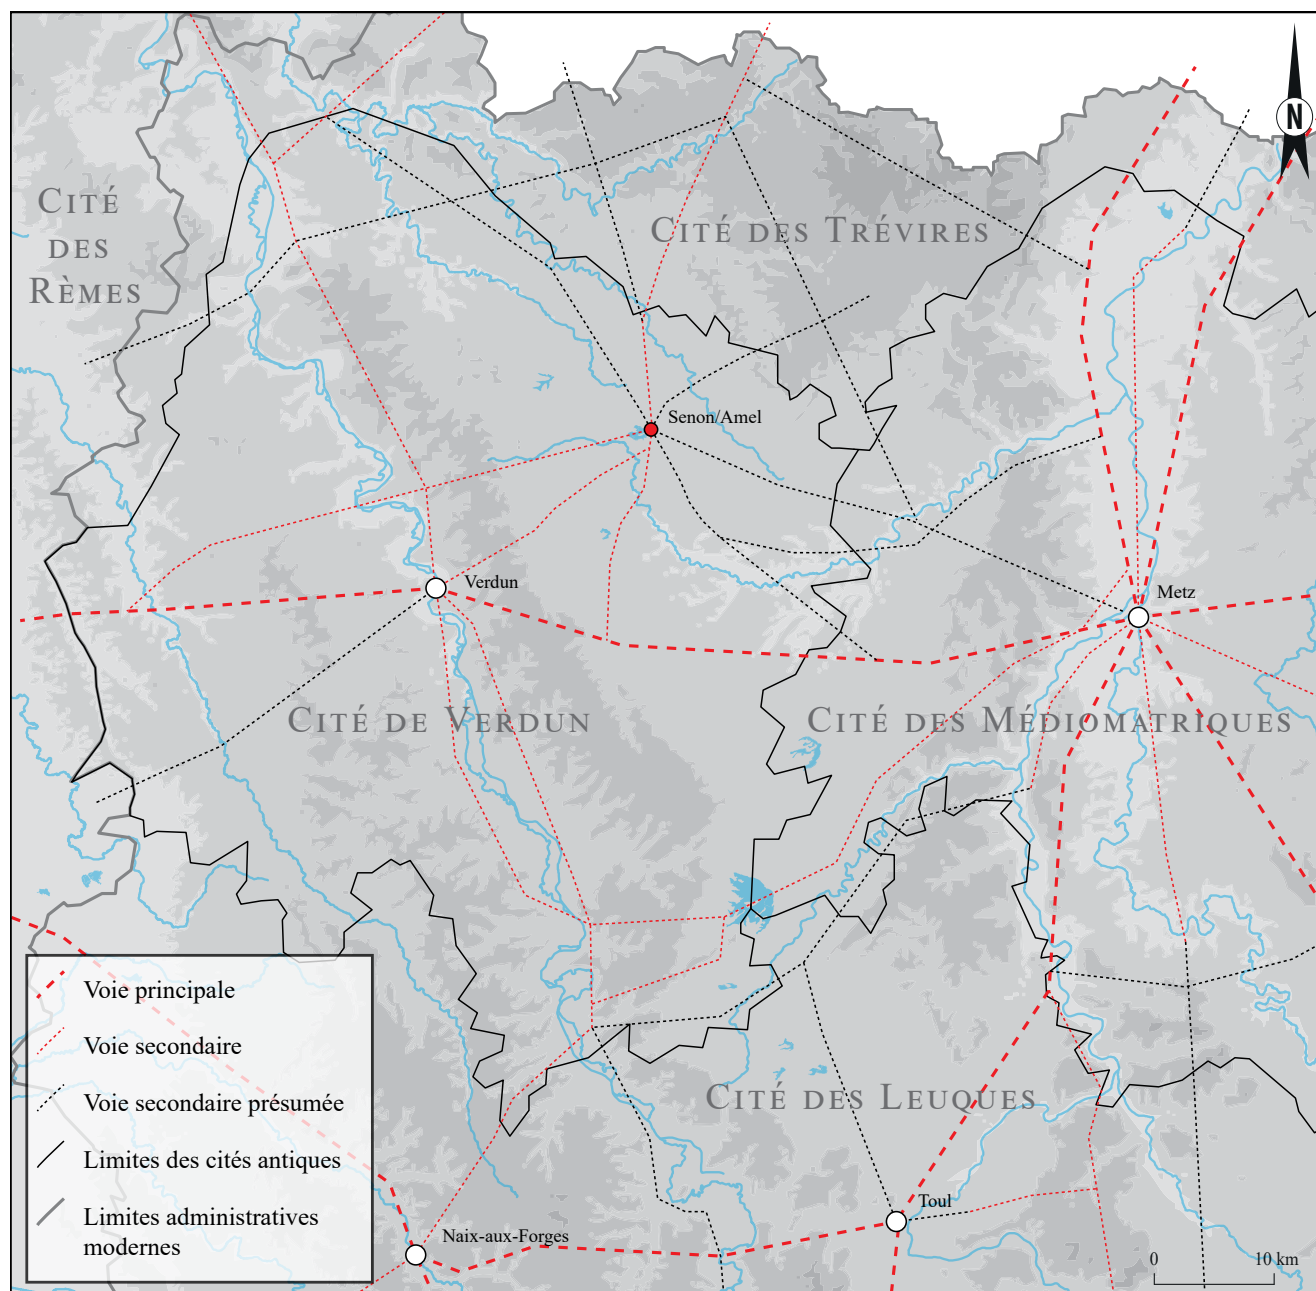 N
Cité
des
Rèmes
Cité des Trévires
Senon/Amel
Verdun
Metz
Cité de Verdun
Cité des Médiomatriques
Voie principale
Voie secondaire
Voie secondaire présumée
Limites des cités antiques
Limites administratives
modernes
Cité des Leuques
Toul
Naix-aux-Forges
0 10 km